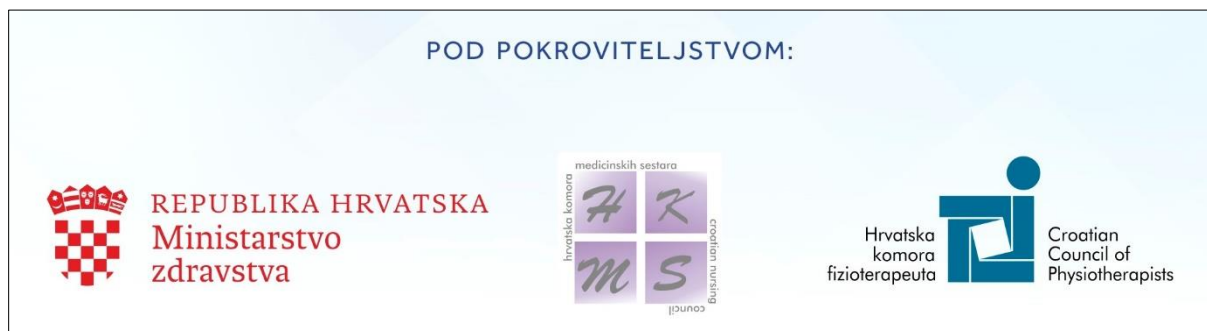 POD POKROVITELJSTVOM:
REPUBLIKA HRVATSKA
Ministarstvo
zdravstva
medicinskih sestara
hrvatska komora
H K
M S
croatian nursing
council
Hrvatska
komora
fizioterapeuta
Croatian
Council of
Physiotherapists